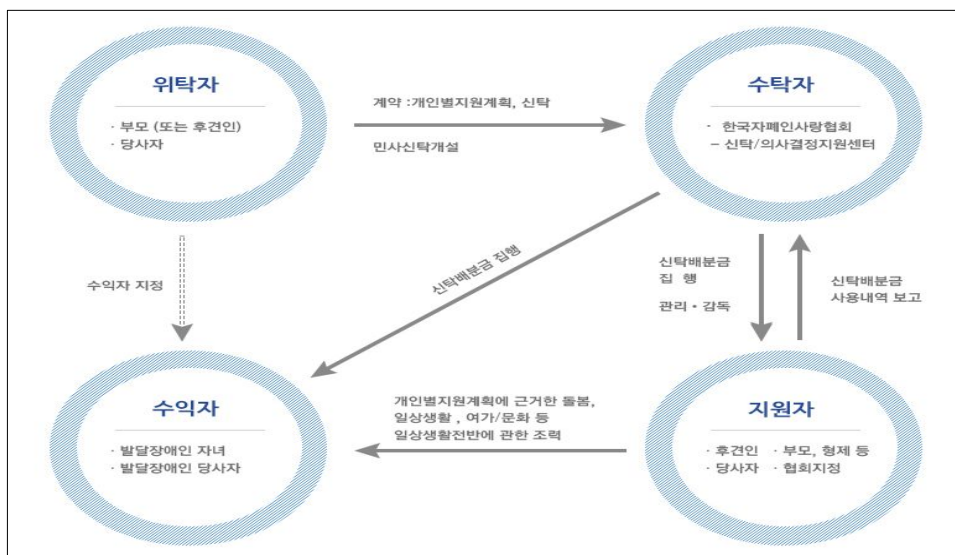 위탁자
· 부모 (또는 후견인)
· 당사자
계약 :개인별지원계획, 신탁
민사신탁개설
수탁자
· 한국자폐인사랑협회
– 신탁/의사결정지원센터
수익자 지정
신탁배분금 집행
신탁배분금
집 행
관리·감독
신탁배분금
사용내역 보고
수익자
· 발달장애인 자녀
· 발달장애인 당사자
개인별지원계획에 근거한 돌봄,
일상생활 , 여가/문화 등
일상생활전반에 관한 조력
지원자
· 후견인 · 부모, 형제 등
· 당사자 · 협회지정